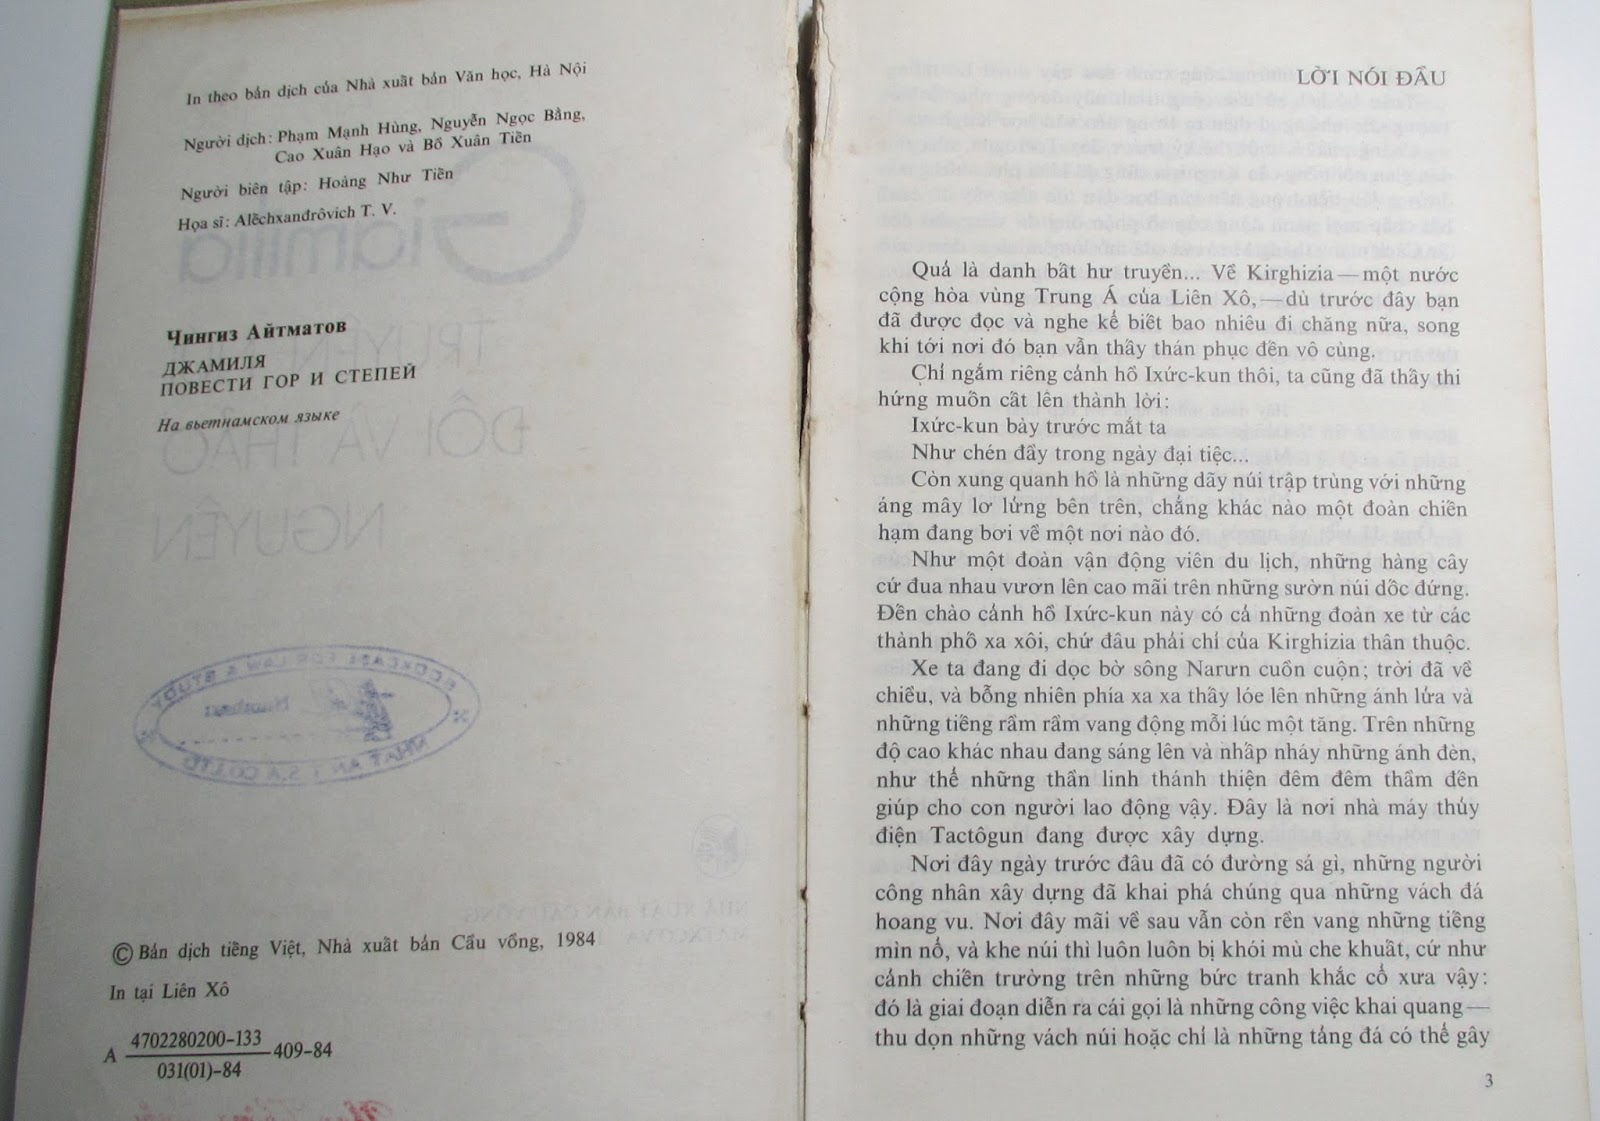 In theo bản dịch của Nhà xuất bản Văn học, Hà Nội
Người dịch: Phạm Mạnh Hùng, Nguyễn Ngọc Bằng,
Cao Xuân Hạo và Bồ Xuân Tiến
Người biên tập: Hoàng Như Tiền
Họa sĩ: Alếchxanđrôvich T. V.
Чингиз Айтматов
ДЖАМИЛЯ
ПОВЕСТИ ГОР И СТЕПЕЙ
На вьетнамском языке
Giamilia
TRUYỆN
ĐỒI VÀ THẢO
NGUYÊN
BOOKCASE FOR LAW & STUDY
NHÀ XUẤT BẢN CẦU VỒNG
MATXCƠVA
© Bản dịch tiếng Việt, Nhà xuất bản Cầu vồng, 1984
In tại Liên Xô
A 4702280200–133
031(01)–84
409–84
LỜI NÓI ĐẦU
Quả là danh bất hư truyền... Về Kirghizia — một nước
cộng hòa vùng Trung Á của Liên Xô, — dù trước đây bạn
đã được đọc và nghe kể biết bao nhiêu đi chăng nữa, song
khi tới nơi đó bạn vẫn thấy thán phục đến vô cùng.
Chỉ ngắm riêng cảnh hồ Ixức-kun thôi, ta cũng đã thấy thi
hứng muốn cất lên thành lời:
Ixức-kun bày trước mắt ta
Như chén đầy trong ngày đại tiệc...
Còn xung quanh hồ là những dãy núi trập trùng với những
áng mây lơ lửng bên trên, chẳng khác nào một đoàn chiến
hạm đang bơi về một nơi nào đó.
Như một đoàn vận động viên du lịch, những hàng cây
cứ đua nhau vươn lên cao mãi trên những sườn núi dốc đứng.
Đến chào cảnh hồ Ixức-kun này có cả những đoàn xe từ các
thành phố xa xôi, chứ đâu phải chỉ của Kirghizia thân thuộc.
Xe ta đang đi dọc bờ sông Narưn cuồn cuộn; trời đã về
chiều, và bỗng nhiên phía xa xa thấy lóe lên những ánh lửa và
những tiếng rầm rầm vang động mỗi lúc một tăng. Trên những
độ cao khác nhau đang sáng lên và nhấp nháy những ánh đèn,
như thế những thần linh thánh thiện đêm đêm thầm đến
giúp cho con người lao động vậy. Đây là nơi nhà máy thủy
điện Tactôgun đang được xây dựng.
Nơi đây ngày trước đâu đã có đường sá gì, những người
công nhân xây dựng đã khai phá chúng qua những vách đá
hoang vu. Nơi đây mãi về sau vẫn còn rền vang những tiếng
mìn nổ, và khe núi thì luôn luôn bị khói mù che khuất, cứ như
cảnh chiến trường trên những bức tranh khắc cổ xưa vậy:
đó là giai đoạn diễn ra cái gọi là những công việc khai quang —
thu dọn những vách núi hoặc chỉ là những tảng đá có thể gây
3